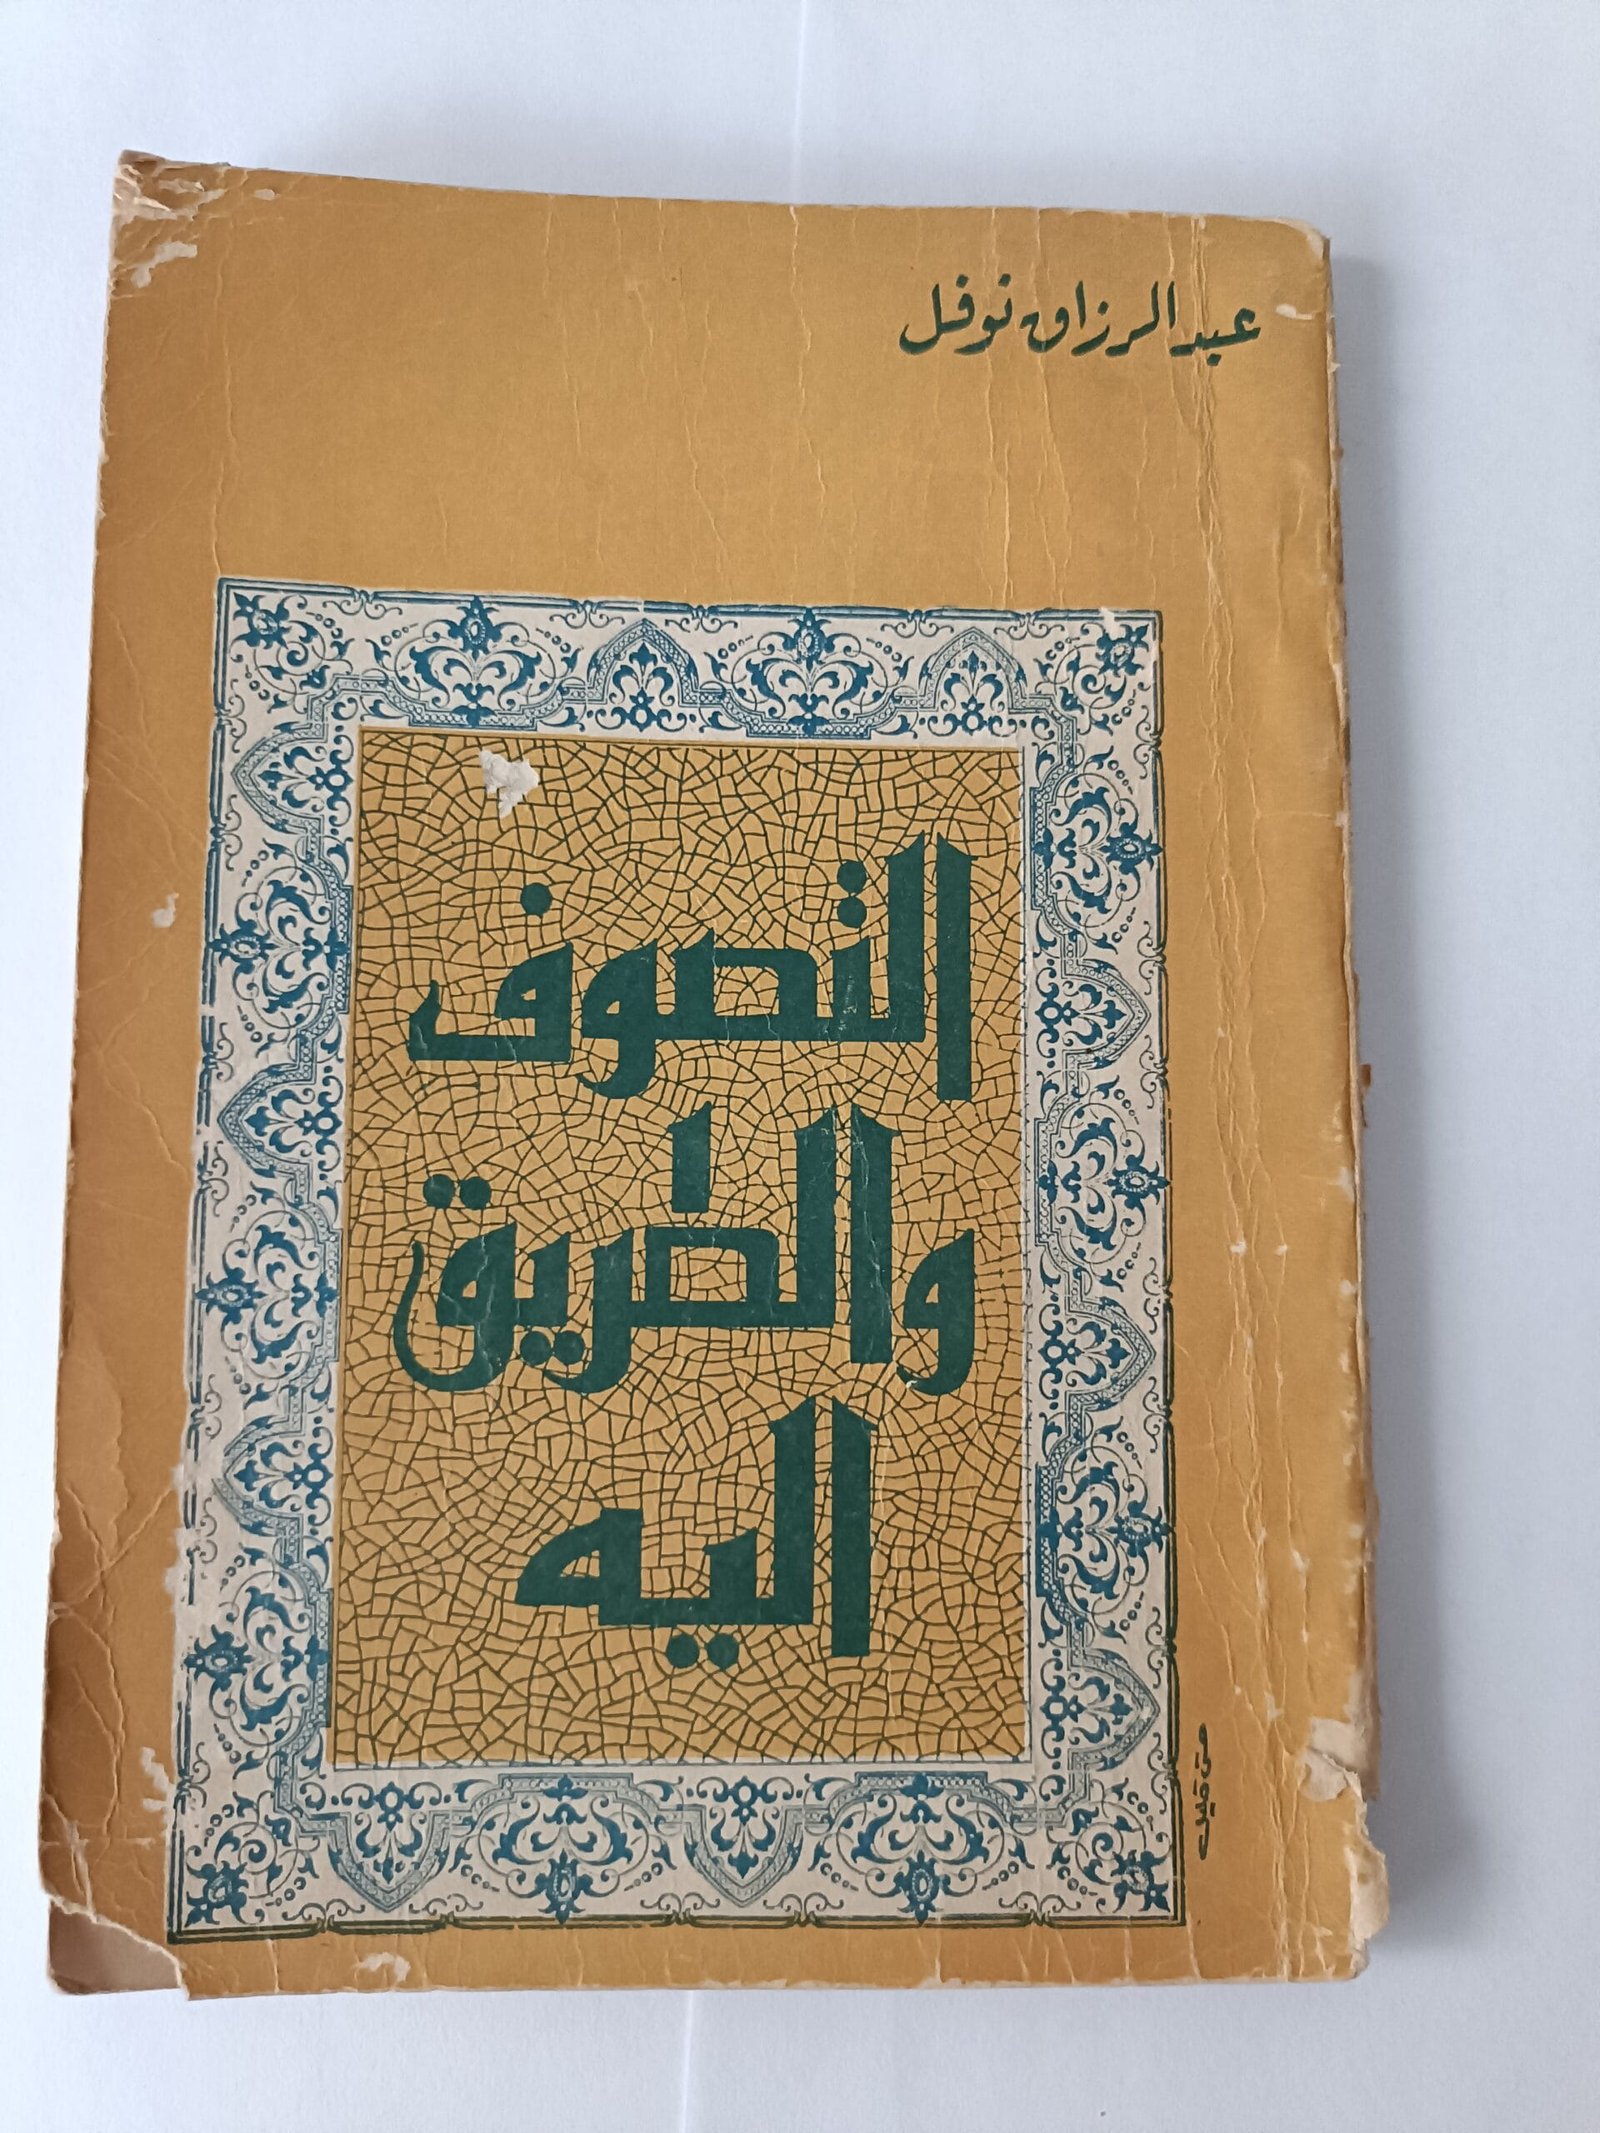 عبد الرزاق نوفل
التصوف
والطريق
اليه